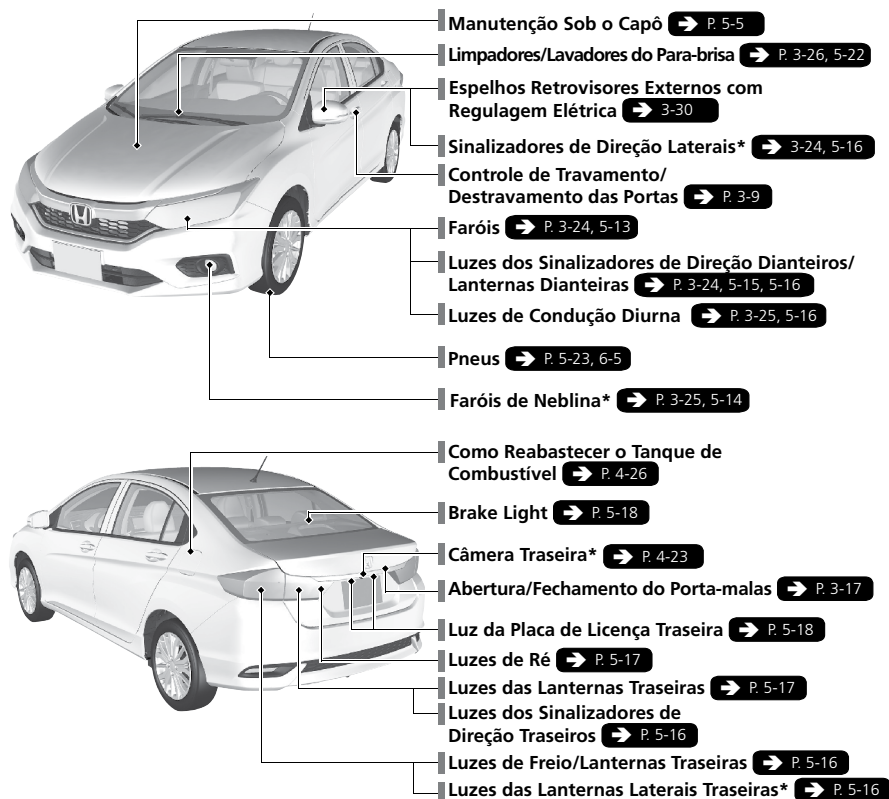 Manutenção Sob o Capô ➔ P. 5-5
Limpadores/Lavadores do Para-brisa ➔ P. 3-26, 5-22
Espelhos Retrovisores Externos com
Regulagem Elétrica ➔ 3-30
Sinalizadores de Direção Laterais* ➔ 3-24, 5-16
Controle de Travamento/
Destravamento das Portas ➔ P. 3-9
Faróis ➔ P. 3-24, 5-13
Luzes dos Sinalizadores de Direção Dianteiros/
Lanternas Dianteiras ➔ P. 3-24, 5-15, 5-16
Luzes de Condução Diurna ➔ P. 3-25, 5-16
Pneus ➔ P. 5-23, 6-5
Faróis de Neblina* ➔ P. 3-25, 5-14
Como Reabastecer o Tanque de
Combustível ➔ P. 4-26
Brake Light ➔ P. 5-18
Câmera Traseira* ➔ P. 4-23
Abertura/Fechamento do Porta-malas ➔ P. 3-17
Luz da Placa de Licença Traseira ➔ P. 5-18
Luzes de Ré ➔ P. 5-17
Luzes das Lanternas Traseiras ➔ P. 5-17
Luzes dos Sinalizadores de
Direção Traseiros ➔ P. 5-16
Luzes de Freio/Lanternas Traseiras ➔ P. 5-16
Luzes das Lanternas Laterais Traseiras* ➔ P. 5-16